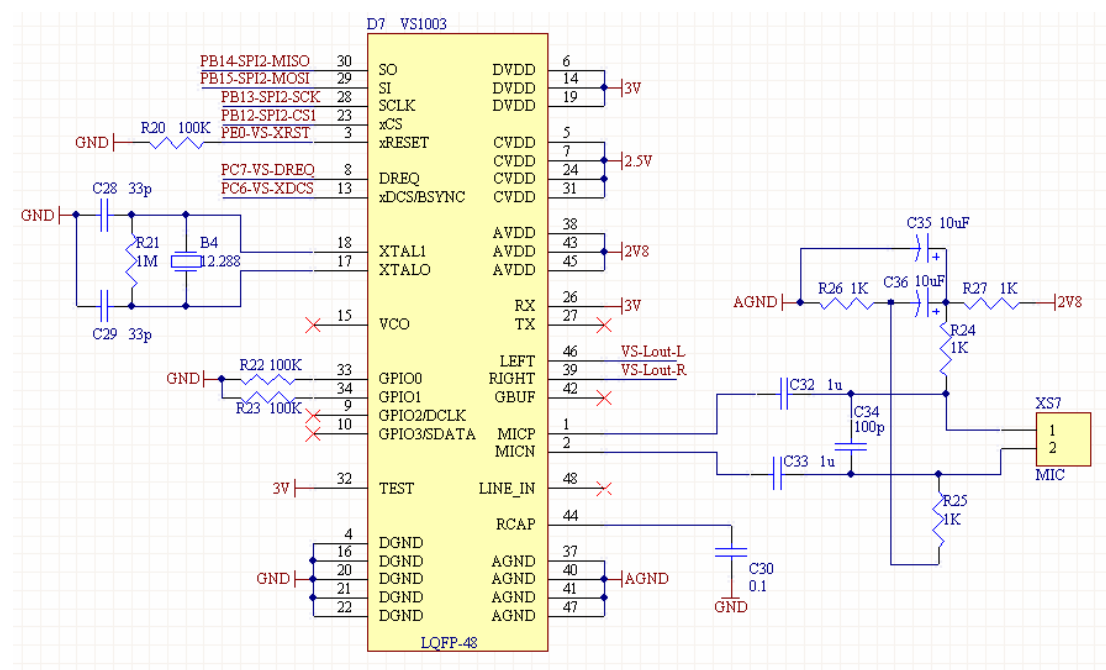 D7 VS1003
PB14-SPI2-MISO 30 SO DVDD 6
PB15-SPI2-MOSI 29 SI DVDD 14 3V
PB13-SPI2-SCK 28 SCLK DVDD 19
PB12-SPI2-CS1 23 xCS
R20 100K PE0-VS-XRST 3 xRESET CVDD 5
GND
CVDD 7 2.5V
PC7-VS-DREQ 8 DREQ CVDD 24
PC6-VS-XDCS 13 xDCS/BSYNC CVDD 31
C28 33p
GND
AVDD 38
R21 B4 18 XTAL1 AVDD 43 2V8
1M 12.288 17 XTALO AVDD 45
C35 10uF
+
C36 10uF
AGND R26 1K + R27 1K 2V8
RX 26 3V
15 VCO TX 27
C29 33p
R24
1K
LEFT 46 VS-Lout-L
R22 100K 33 GPIO0 RIGHT 39 VS-Lout-R
GND
R23 100K 34 GPIO1 GBUF 42
9 GPIO2/DCLK
10 GPIO3/SDATA MICP 1
MICN 2
C32 1u
C34
100p
C33 1u
XS7
1
2
MIC
3V 32 TEST LINE_IN 48
R25
1K
RCAP 44
4 DGND
16 DGND AGND 37
GND 20 DGND AGND 40 AGND
21 DGND AGND 41
22 DGND AGND 47
C30
0.1
GND
LQFP-48